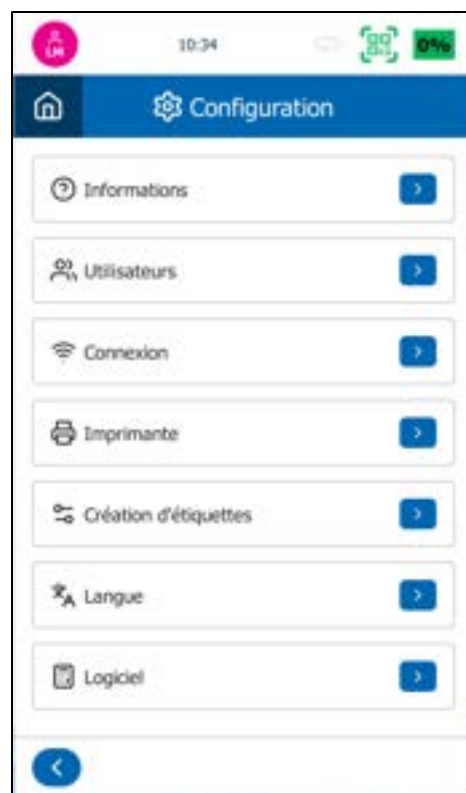 LM
10:34
0%
Configuration
Informations
Utilisateurs
Connexion
Imprimante
Création d'étiquettes
Langue
Logiciel